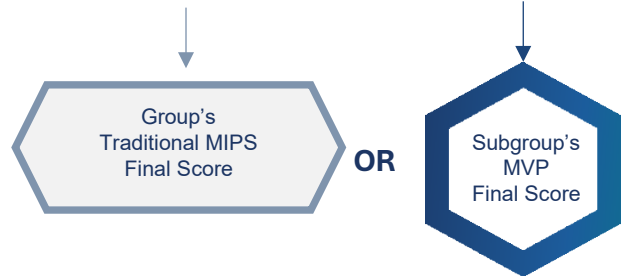 Group's
Traditional MIPS
Final Score
OR
Subgroup's
MVP
Final Score